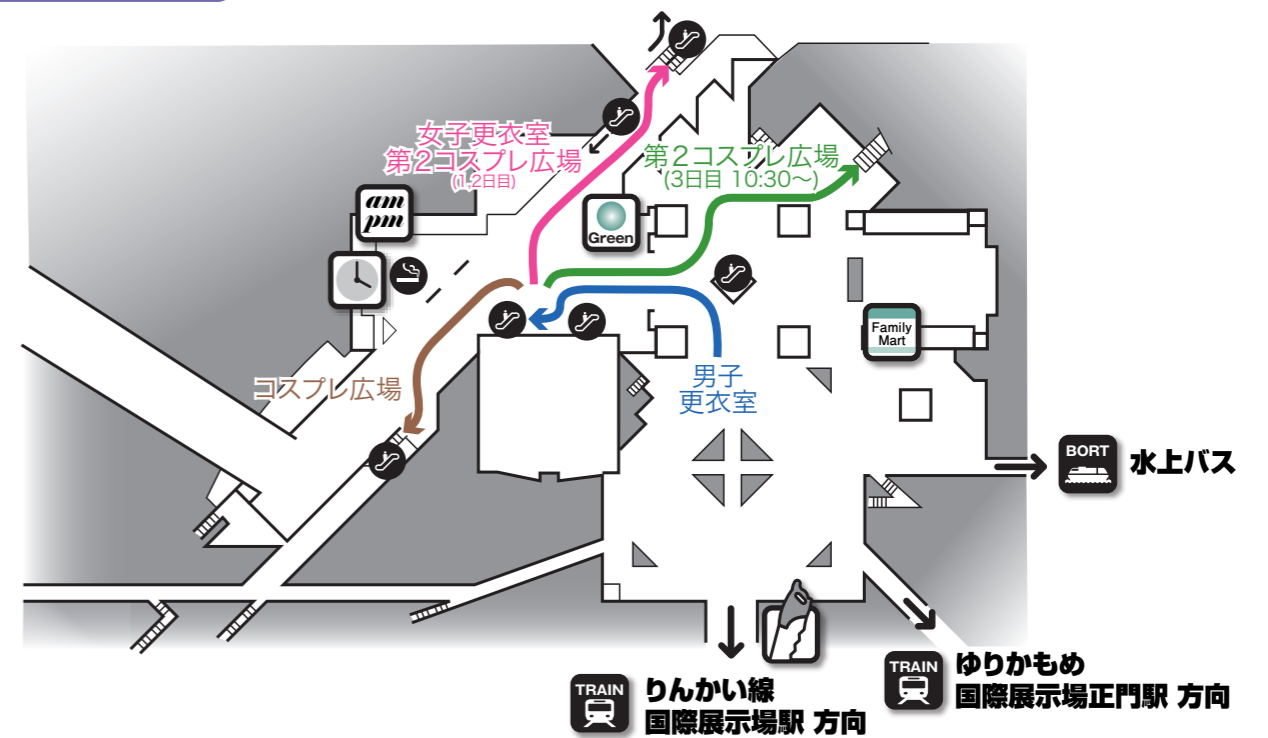 女子更衣室
第2コスプレ広場
(1,2日目)
第2コスプレ広場
(3日目 10:30～)
am
pm
Green
Family
Mart
コスプレ広場
男子
更衣室
BORT
水上バス
TRAIN
りんかい線
国際展示場駅 方向
TRAIN
ゆりかもめ
国際展示場正門駅 方向